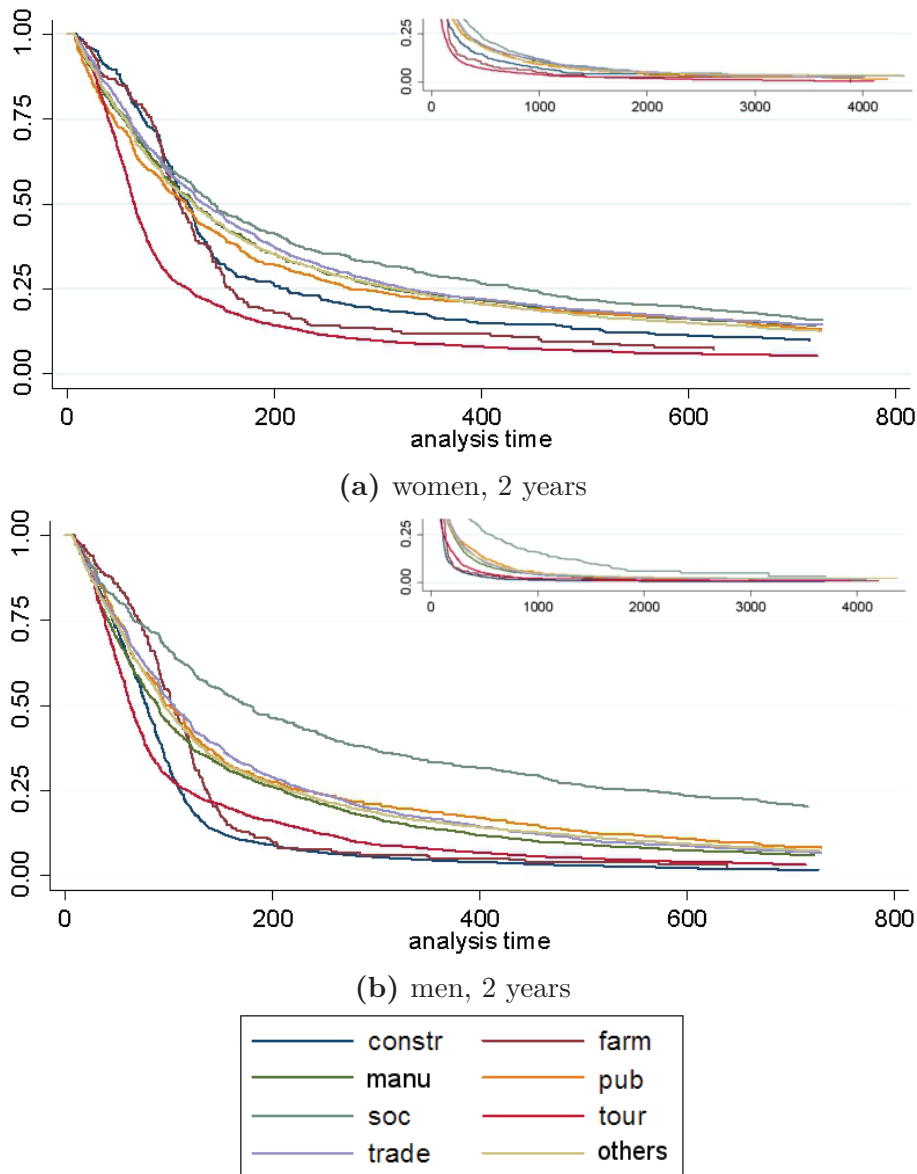 1.00
0.75
0.50
0.25
0.00
0.25
0.00
0 1000 2000 3000 4000
0 200 400 600 800
analysis time
(a) women, 2 years
1.00
0.75
0.50
0.25
0.00
0.25
0.00
0 1000 2000 3000 4000
0 200 400 600 800
analysis time
(b) men, 2 years
constr farm
manu pub
soc tour
trade others